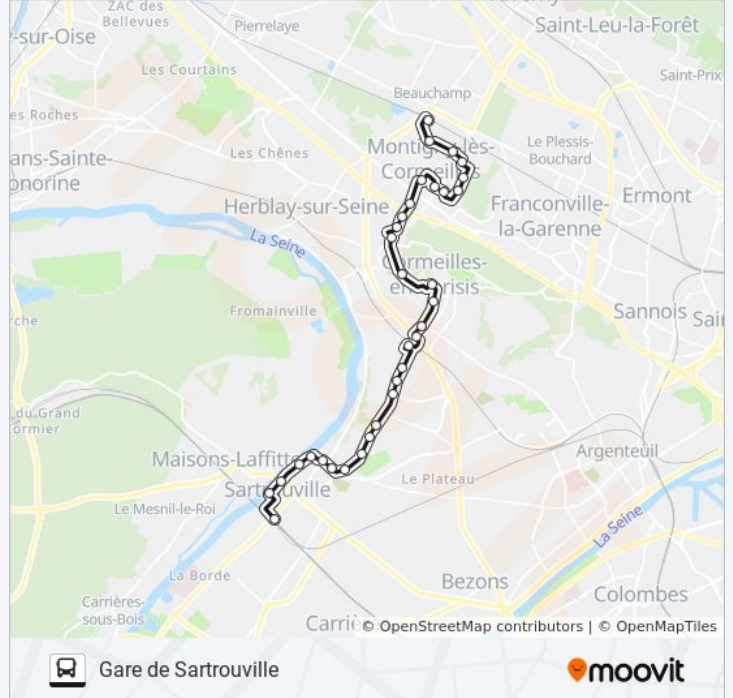 ZAC des
Bellevues
Saint-Leu-la-Forêt
-sur-Oise
Pierrelaye
Les Courtains
Saint-Prix
Beauchamp
es Roches
Montigny-lès-
Cormeilles
Le Plessis-
Bouchard
Les Chênes
ans-Sainte-
onorine
Ermont
Herblay-sur-Seine
Franconville-
la-Garenne
La Seine
Cormeilles-
en-Parisis
Fromainville
Sannois
Sai
rche
du Grand
ormier
Argenteuil
Maisons-Laffitte
Sartrouville
Le Plateau
Le Mesnil-le-Roi
La Seine
La Borde
Bezons
Colombes
Carrières-
sous-Bois
Carriè
© OpenStreetMap contributors | © OpenMapTiles
Gare de Sartrouville
moovit